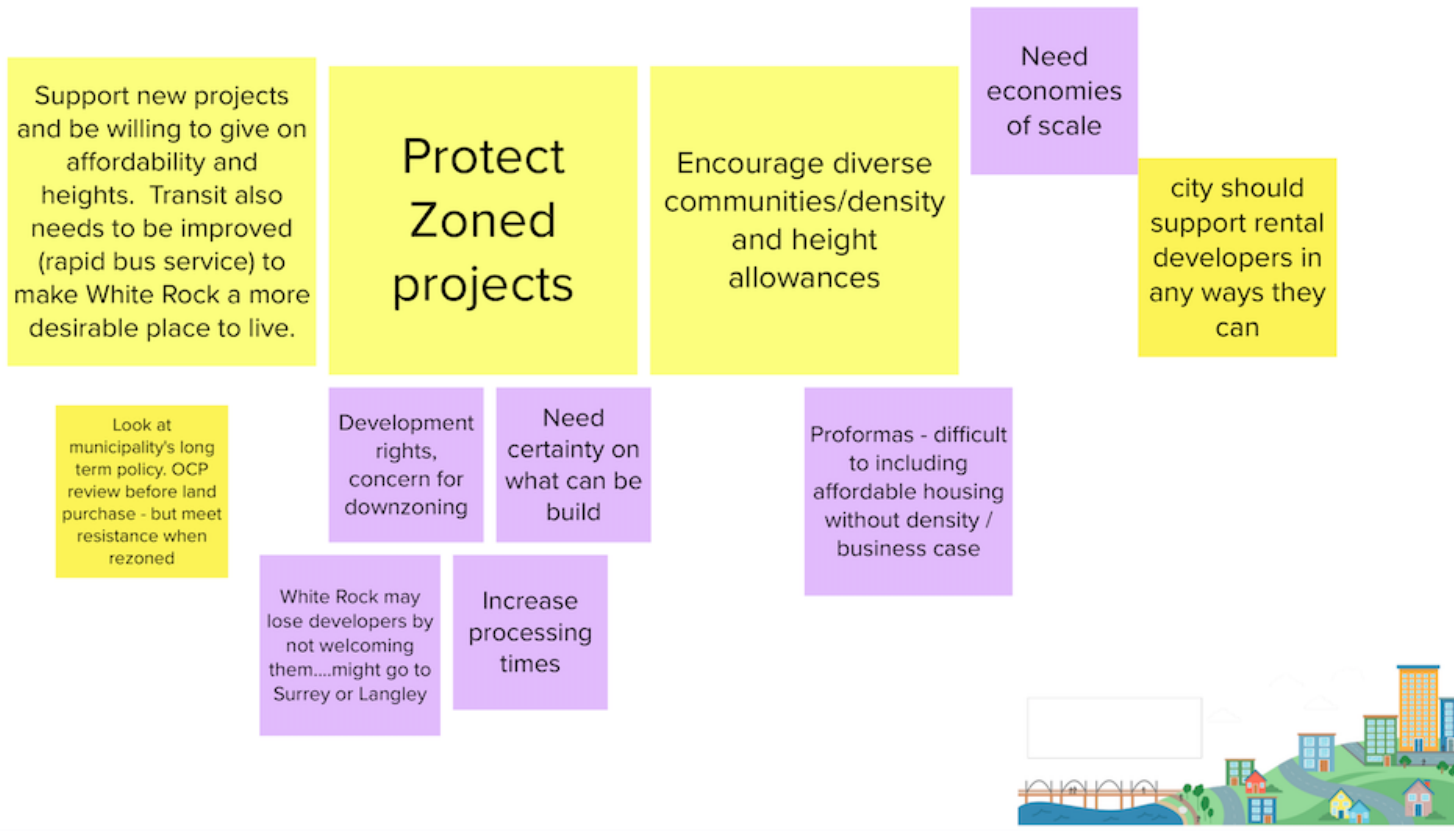 Support new projects
and be willing to give on
affordability and
heights. Transit also
needs to be improved
(rapid bus service) to
make White Rock a more
desirable place to live.
Protect
Zoned
projects
Encourage diverse
communities/density
and height
allowances
Need
economies
of scale
city should
support rental
developers in
any ways they
can
Look at
municipality's long
term policy. OCP
review before land
purchase - but meet
resistance when
rezoned
Development
rights,
concern for
downzoning
Need
certainty on
what can be
build
Proformas - difficult
to including
affordable housing
without density /
business case
White Rock may
lose developers by
not welcoming
them....might go to
Surrey or Langley
Increase
processing
times